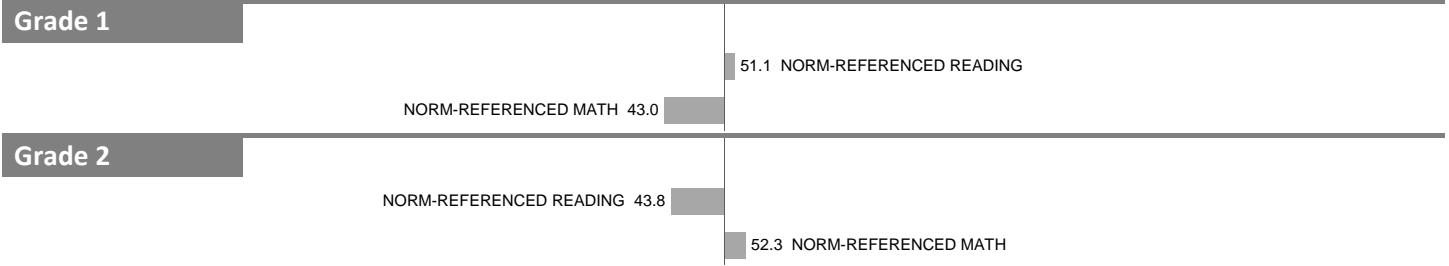 Grade 1
51.1 NORM-REFERENCED READING
NORM-REFERENCED MATH 43.0
Grade 2
NORM-REFERENCED READING 43.8
52.3 NORM-REFERENCED MATH